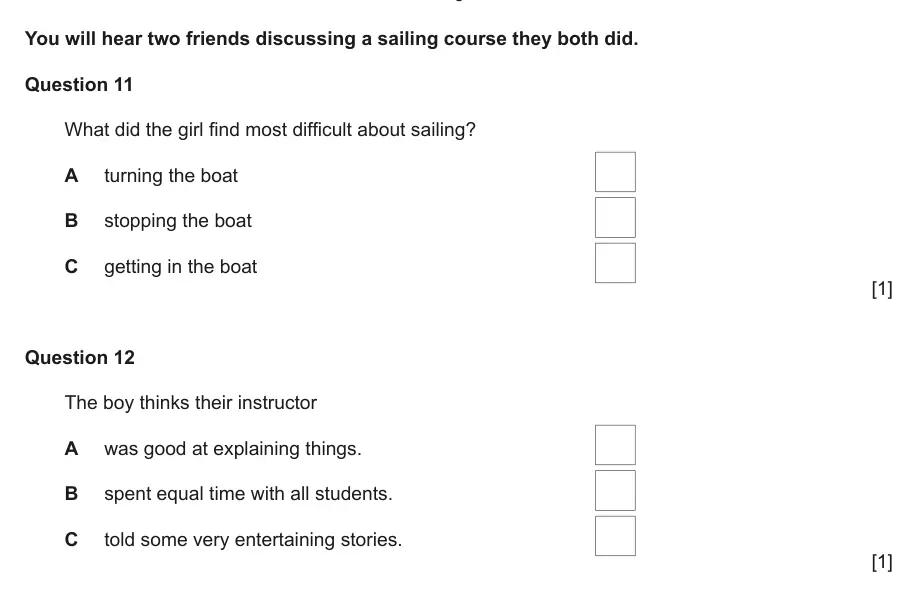 You will hear two friends discussing a sailing course they both did.
Question 11
What did the girl find most difficult about sailing?
A turning the boat
B stopping the boat
C getting in the boat
[1]
Question 12
The boy thinks their instructor
A was good at explaining things.
B spent equal time with all students.
C told some very entertaining stories.
[1]